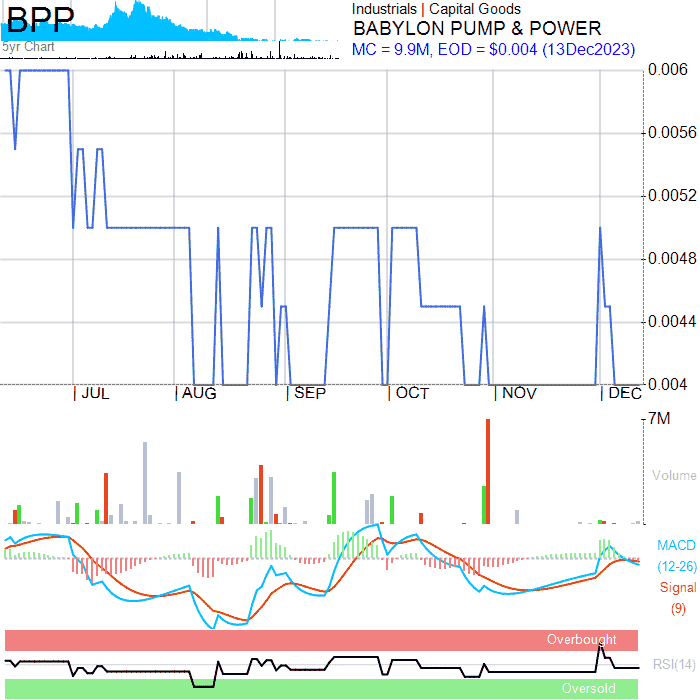 BPP
5yr Chart
Industrials | Capital Goods
BABYLON PUMP & POWER
MC = 9.9M, EOD = $0.004 (13Dec2023)
0.006
0.0056
0.0052
0.0048
0.0044
0.004
JUL AUG SEP OCT NOV DEC
7M
Volume
MACD
(12-26)
Signal
(9)
Overbought
RSI(14)
Oversold